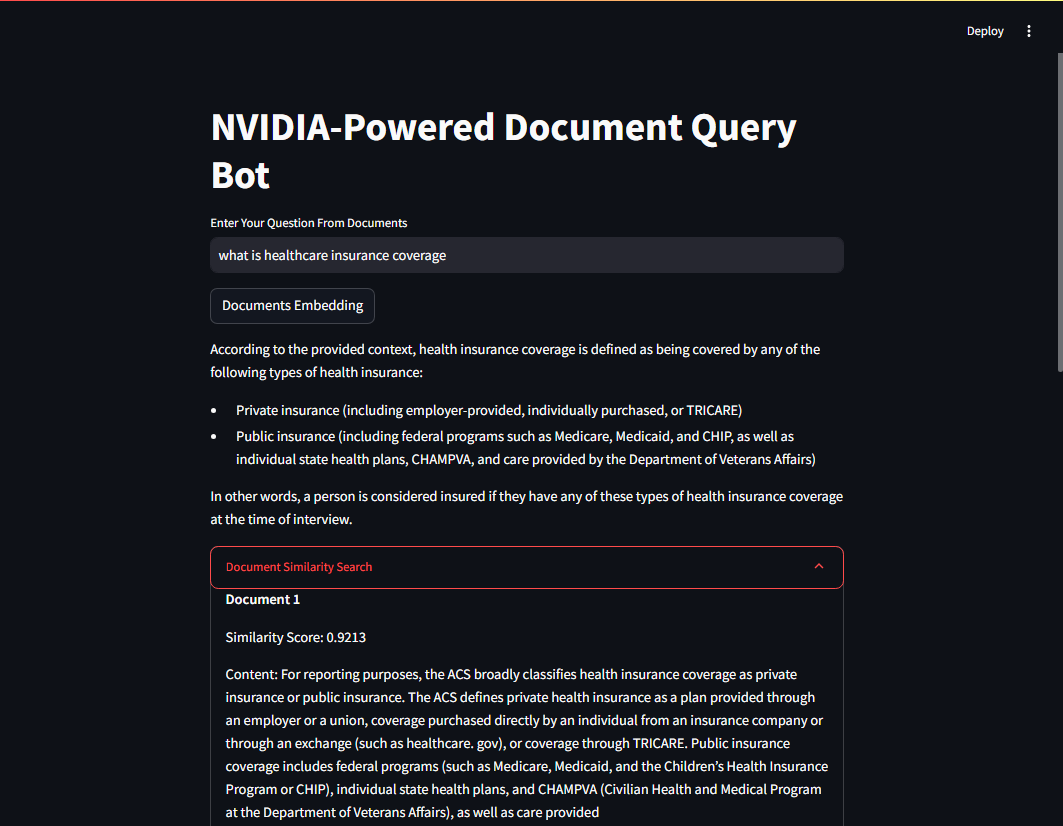 Deploy
NVIDIA-Powered Document Query
Bot
Enter Your Question From Documents
what is healthcare insurance coverage
Documents Embedding
According to the provided context, health insurance coverage is defined as being covered by any of the
following types of health insurance:
• Private insurance (including employer-provided, individually purchased, or TRICARE)
• Public insurance (including federal programs such as Medicare, Medicaid, and CHIP, as well as
individual state health plans, CHAMPVA, and care provided by the Department of Veterans Affairs)
In other words, a person is considered insured if they have any of these types of health insurance coverage
at the time of interview.
Document Similarity Search
Document 1
Similarity Score: 0.9213
Content: For reporting purposes, the ACS broadly classifies health insurance coverage as private
insurance or public insurance. The ACS defines private health insurance as a plan provided through
an employer or a union, coverage purchased directly by an individual from an insurance company or
through an exchange (such as healthcare. gov), or coverage through TRICARE. Public insurance
coverage includes federal programs (such as Medicare, Medicaid, and the Children’s Health Insurance
Program or CHIP), individual state health plans, and CHAMPVA (Civilian Health and Medical Program
at the Department of Veterans Affairs), as well as care provided